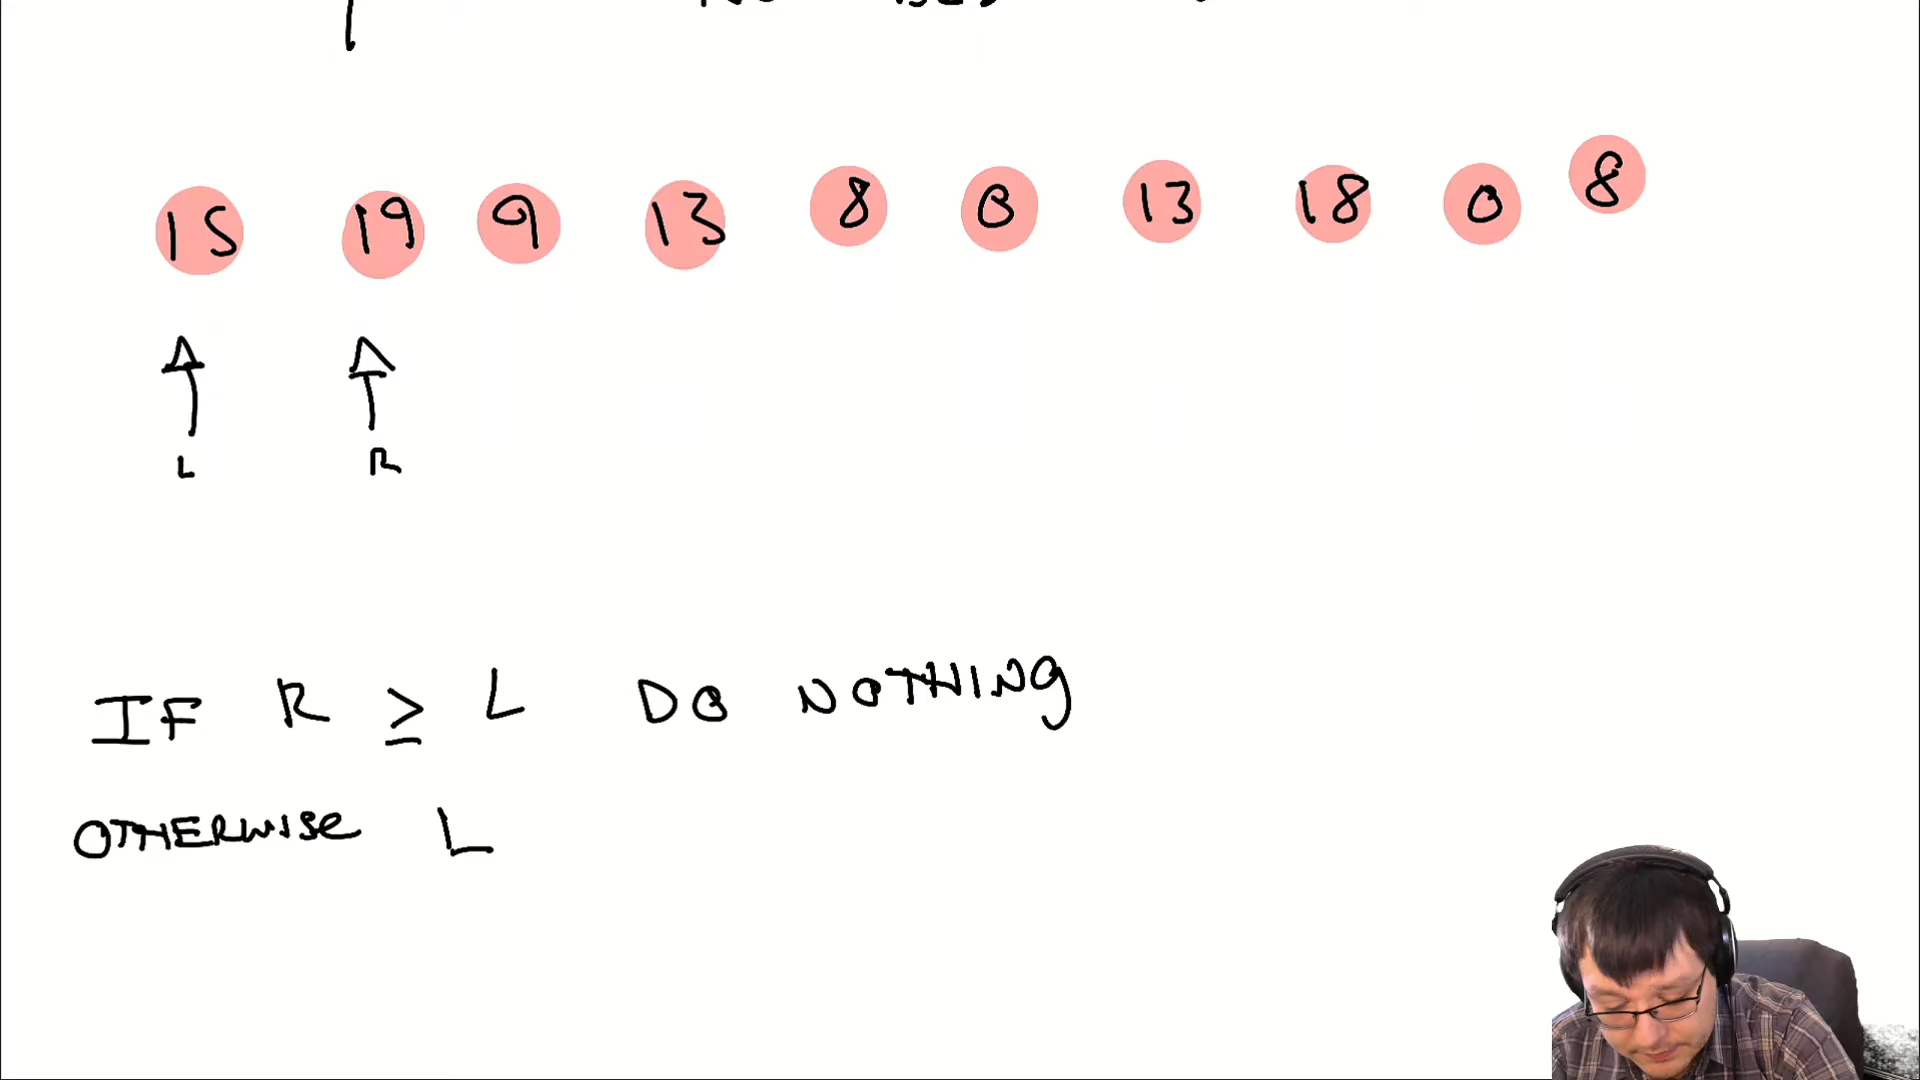 15 19 9 13 8 0 13 18 0 8
L R
IF R ≥ L DO NOTHING
OTHERWISE L